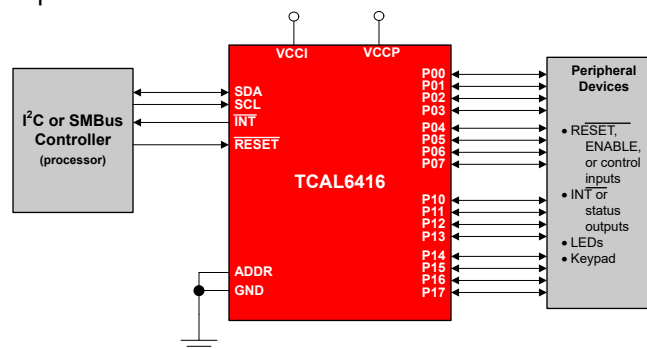 VCCI
VCCP
I²C or SMBus
Controller
(processor)
SDA
SCL
INT
RESET
ADDR
GND
TCAL6416
P00
P01
P02
P03
P04
P05
P06
P07
P10
P11
P12
P13
P14
P15
P16
P17
Peripheral
Devices
• RESET,
ENABLE,
or control
inputs
• INT or
status
outputs
• LEDs
• Keypad